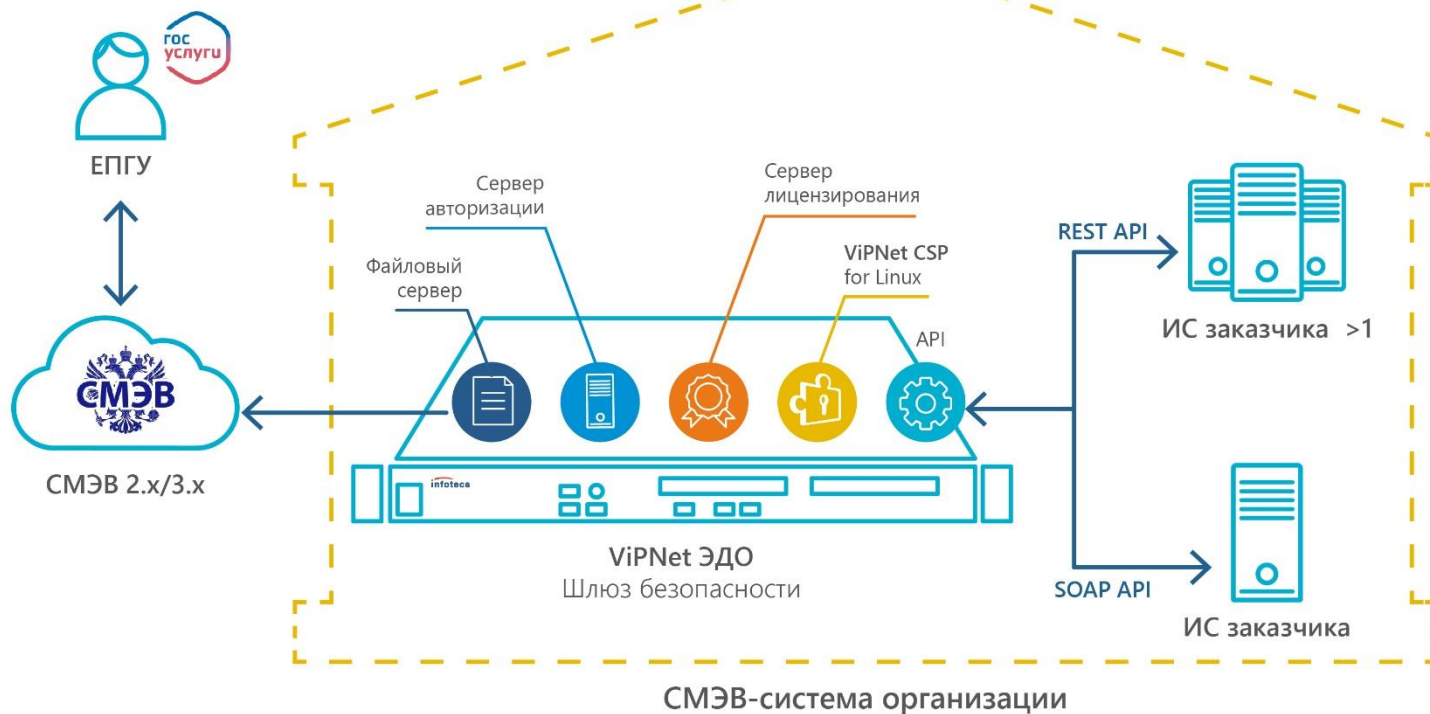 гос
услуги
ЕПГУ
СМЭВ
СМЭВ 2.x/3.x
Файловый
сервер
Сервер
авторизации
Сервер
лицензирования
ViPNet CSP
for Linux
API
infotecs
ViPNet ЭДО
Шлюз безопасности
REST API
ИС заказчика >1
SOAP API
ИС заказчика
СМЭВ-система организации